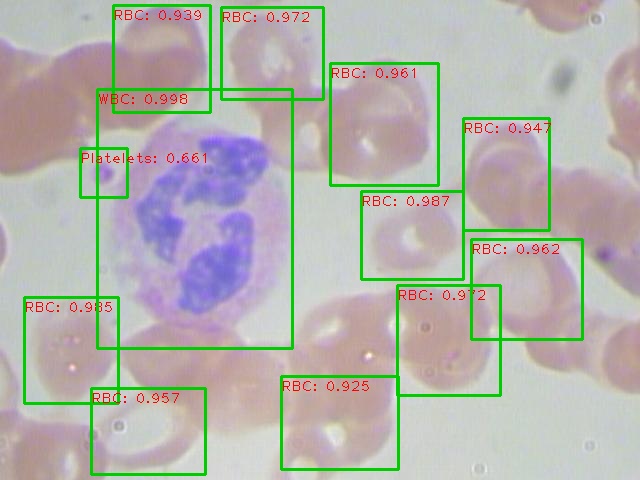 RBC: 0.939
RBC: 0.972
RBC: 0.961
WBC: 0.998
RBC: 0.947
Platelets: 0.661
RBC: 0.987
RBC: 0.962
RBC: 0.972
RBC: 0.985
RBC: 0.925
RBC: 0.957